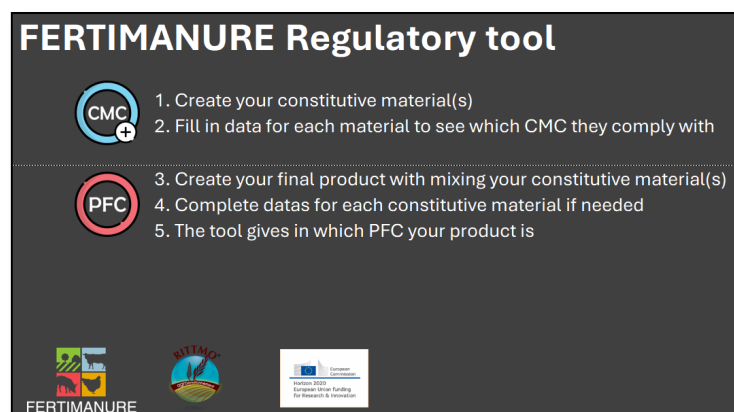 FERTIMANURE Regulatory tool
CMC
+
1. Create your constitutive material(s)
2. Fill in data for each material to see which CMC they comply with
PFC
3. Create your final product with mixing your constitutive material(s)
4. Complete datas for each constitutive material if needed
5. The tool gives in which PFC your product is
FERTIMANURE
RITTMO
European
Commission
Horizon 2020
European Union funding
for Research & Innovation